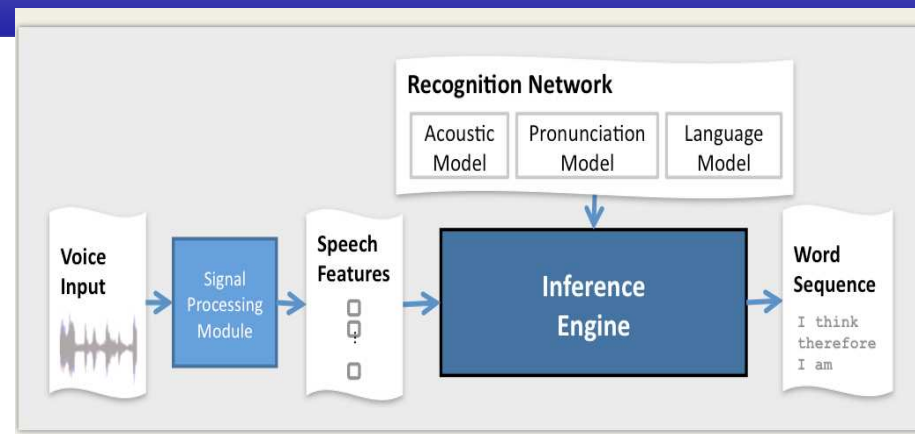 Recognition Network
Acoustic
Model
Pronunciation
Model
Language
Model
Voice
Input
Signal
Processing
Module
Speech
Features
Inference
Engine
Word
Sequence
I think
therefore
I am